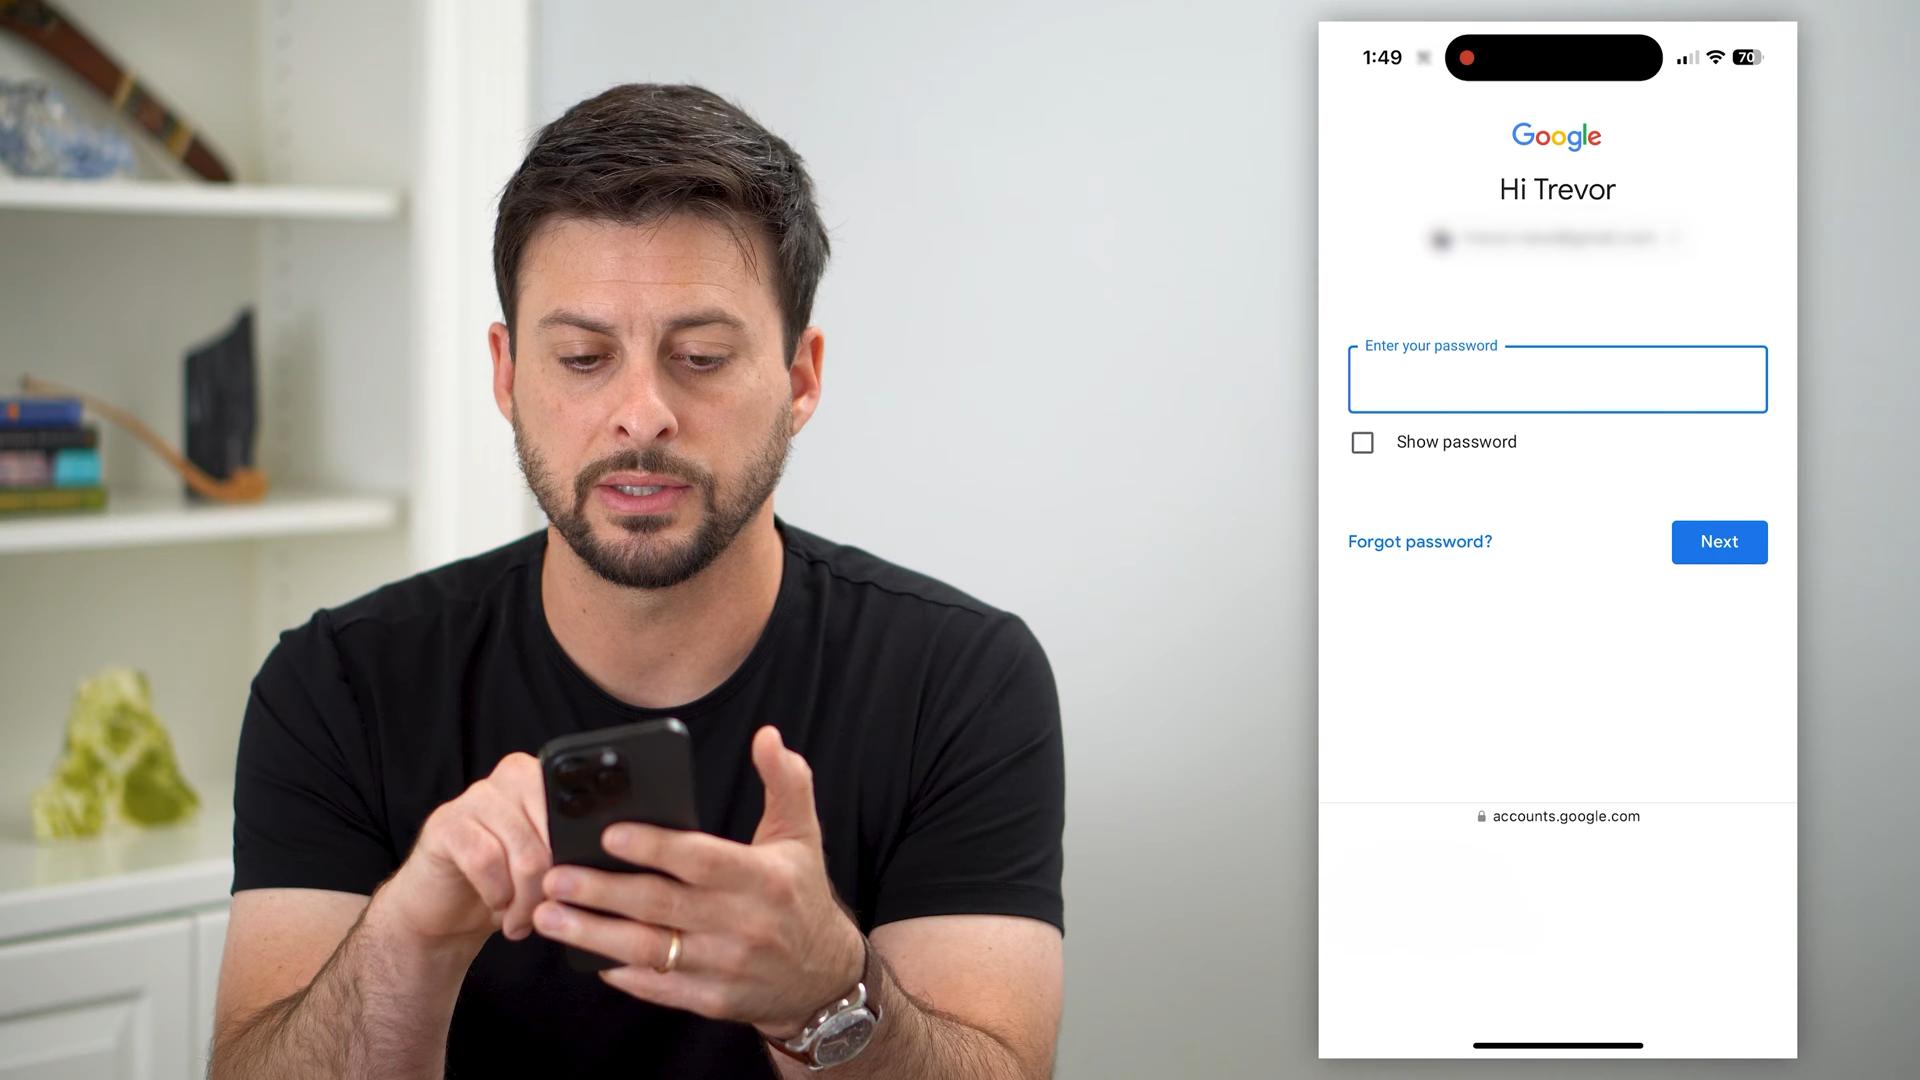 1:49
70
Google
Hi Trevor
Enter your password
Show password
Forgot password?
Next
accounts.google.com